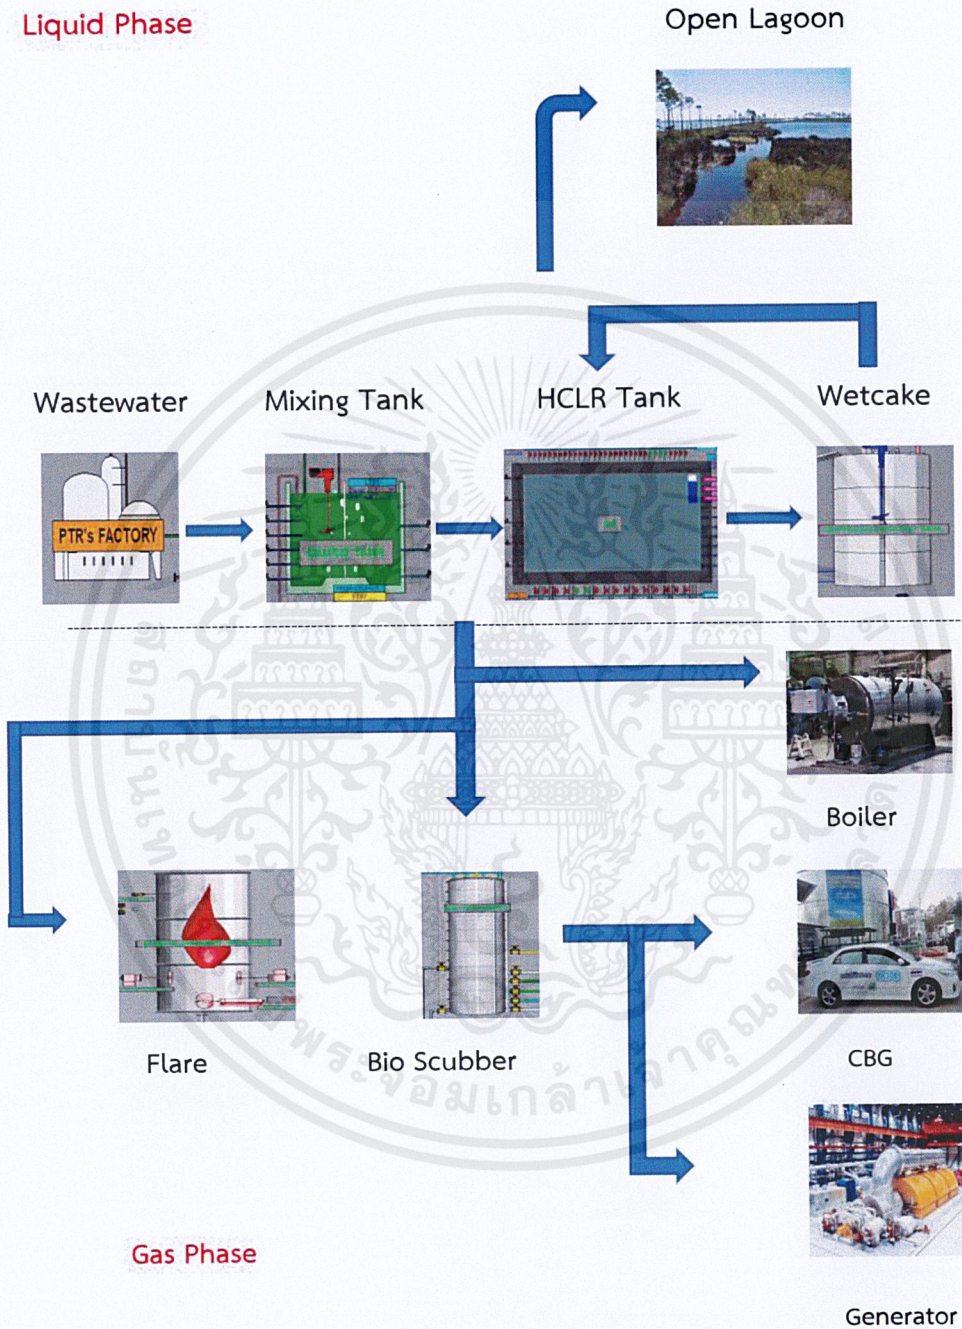 Liquid Phase
Open Lagoon
Wastewater
Mixing Tank
HCLR Tank
Wetcake
PTR's FACTORY
Boiler
Flare
Bio Scubber
CBG
Gas Phase
Generator